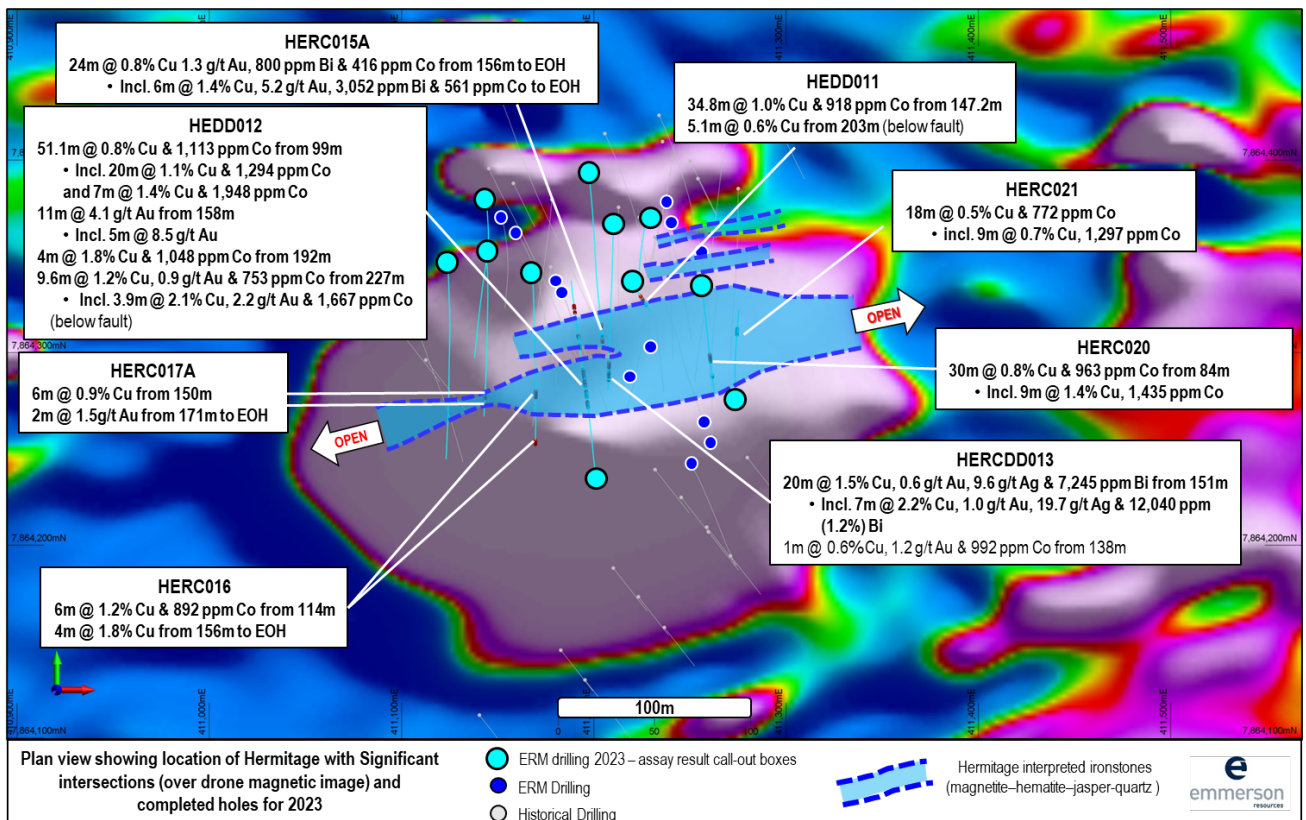 410,900mE
411,300mE
HERC015A
24m @ 0.8% Cu 1.3 g/t Au, 800 ppm Bi & 416 ppm Co from 156m to EOH
• Incl. 6m @ 1.4% Cu, 5.2 g/t Au, 3,052 ppm Bi & 561 ppm Co to EOH
HEDD011
34.8m @ 1.0% Cu & 918 ppm Co from 147.2m
5.1m @ 0.6% Cu from 203m (below fault)
HEDD012
51.1m @ 0.8% Cu & 1,113 ppm Co from 99m
• Incl. 20m @ 1.1% Cu & 1,294 ppm Co
and 7m @ 1.4% Cu & 1,948 ppm Co
11m @ 4.1 g/t Au from 158m
• Incl. 5m @ 8.5 g/t Au
4m @ 1.8% Cu & 1,048 ppm Co from 192m
9.6m @ 1.2% Cu, 0.9 g/t Au & 753 ppm Co from 227m
• Incl. 3.9m @ 2.1% Cu, 2.2 g/t Au & 1,667 ppm Co
(below fault)
7,864,400mN
HERC021
18m @ 0.5% Cu & 772 ppm Co
• incl. 9m @ 0.7% Cu, 1,297 ppm Co
OPEN
7,864,300mN
HERC020
30m @ 0.8% Cu & 963 ppm Co from 84m
• Incl. 9m @ 1.4% Cu, 1,435 ppm Co
HERC017A
6m @ 0.9% Cu from 150m
2m @ 1.5g/t Au from 171m to EOH
OPEN
HERCDD013
20m @ 1.5% Cu, 0.6 g/t Au, 9.6 g/t Ag & 7,245 ppm Bi from 151m
• Incl. 7m @ 2.2% Cu, 1.0 g/t Au, 19.7 g/t Ag & 12,040 ppm
(1.2%) Bi
1m @ 0.6% Cu, 1.2 g/t Au & 992 ppm Co from 138m
7,864,200mN
7,864,200mN
HERC016
6m @ 1.2% Cu & 892 ppm Co from 114m
4m @ 1.8% Cu from 156m to EOH
100m
0 50 100
410,900mE
411,000mE
411,100mE
411,300mE
411,400mE
411,500mE
7,864,100mN
7,864,100mN
Plan view showing location of Hermitage with Significant
intersections (over drone magnetic image) and
completed holes for 2023
ERM drilling 2023 – assay result call-out boxes
ERM Drilling
Historical Drilling
Hermitage interpreted ironstones
(magnetite–hematite–jasper-quartz )
emmerson
resources